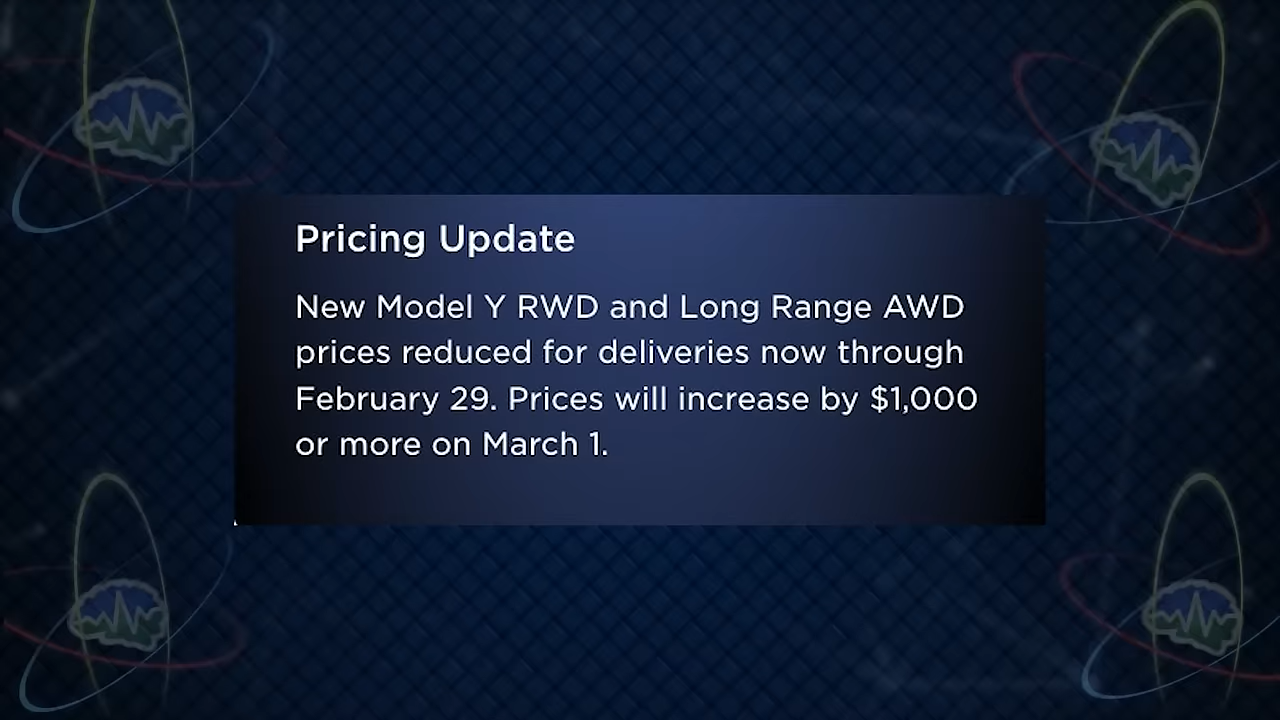 Pricing Update
New Model Y RWD and Long Range AWD
prices reduced for deliveries now through
February 29. Prices will increase by $1,000
or more on March 1.